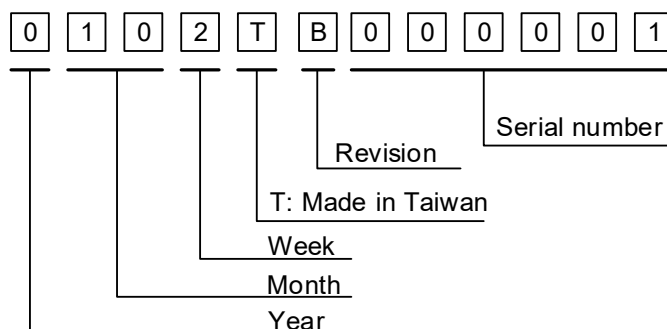 0 1 0 2 T B 0 0 0 0 0 1
Serial number
Revision
T: Made in Taiwan
Week
Month
Year